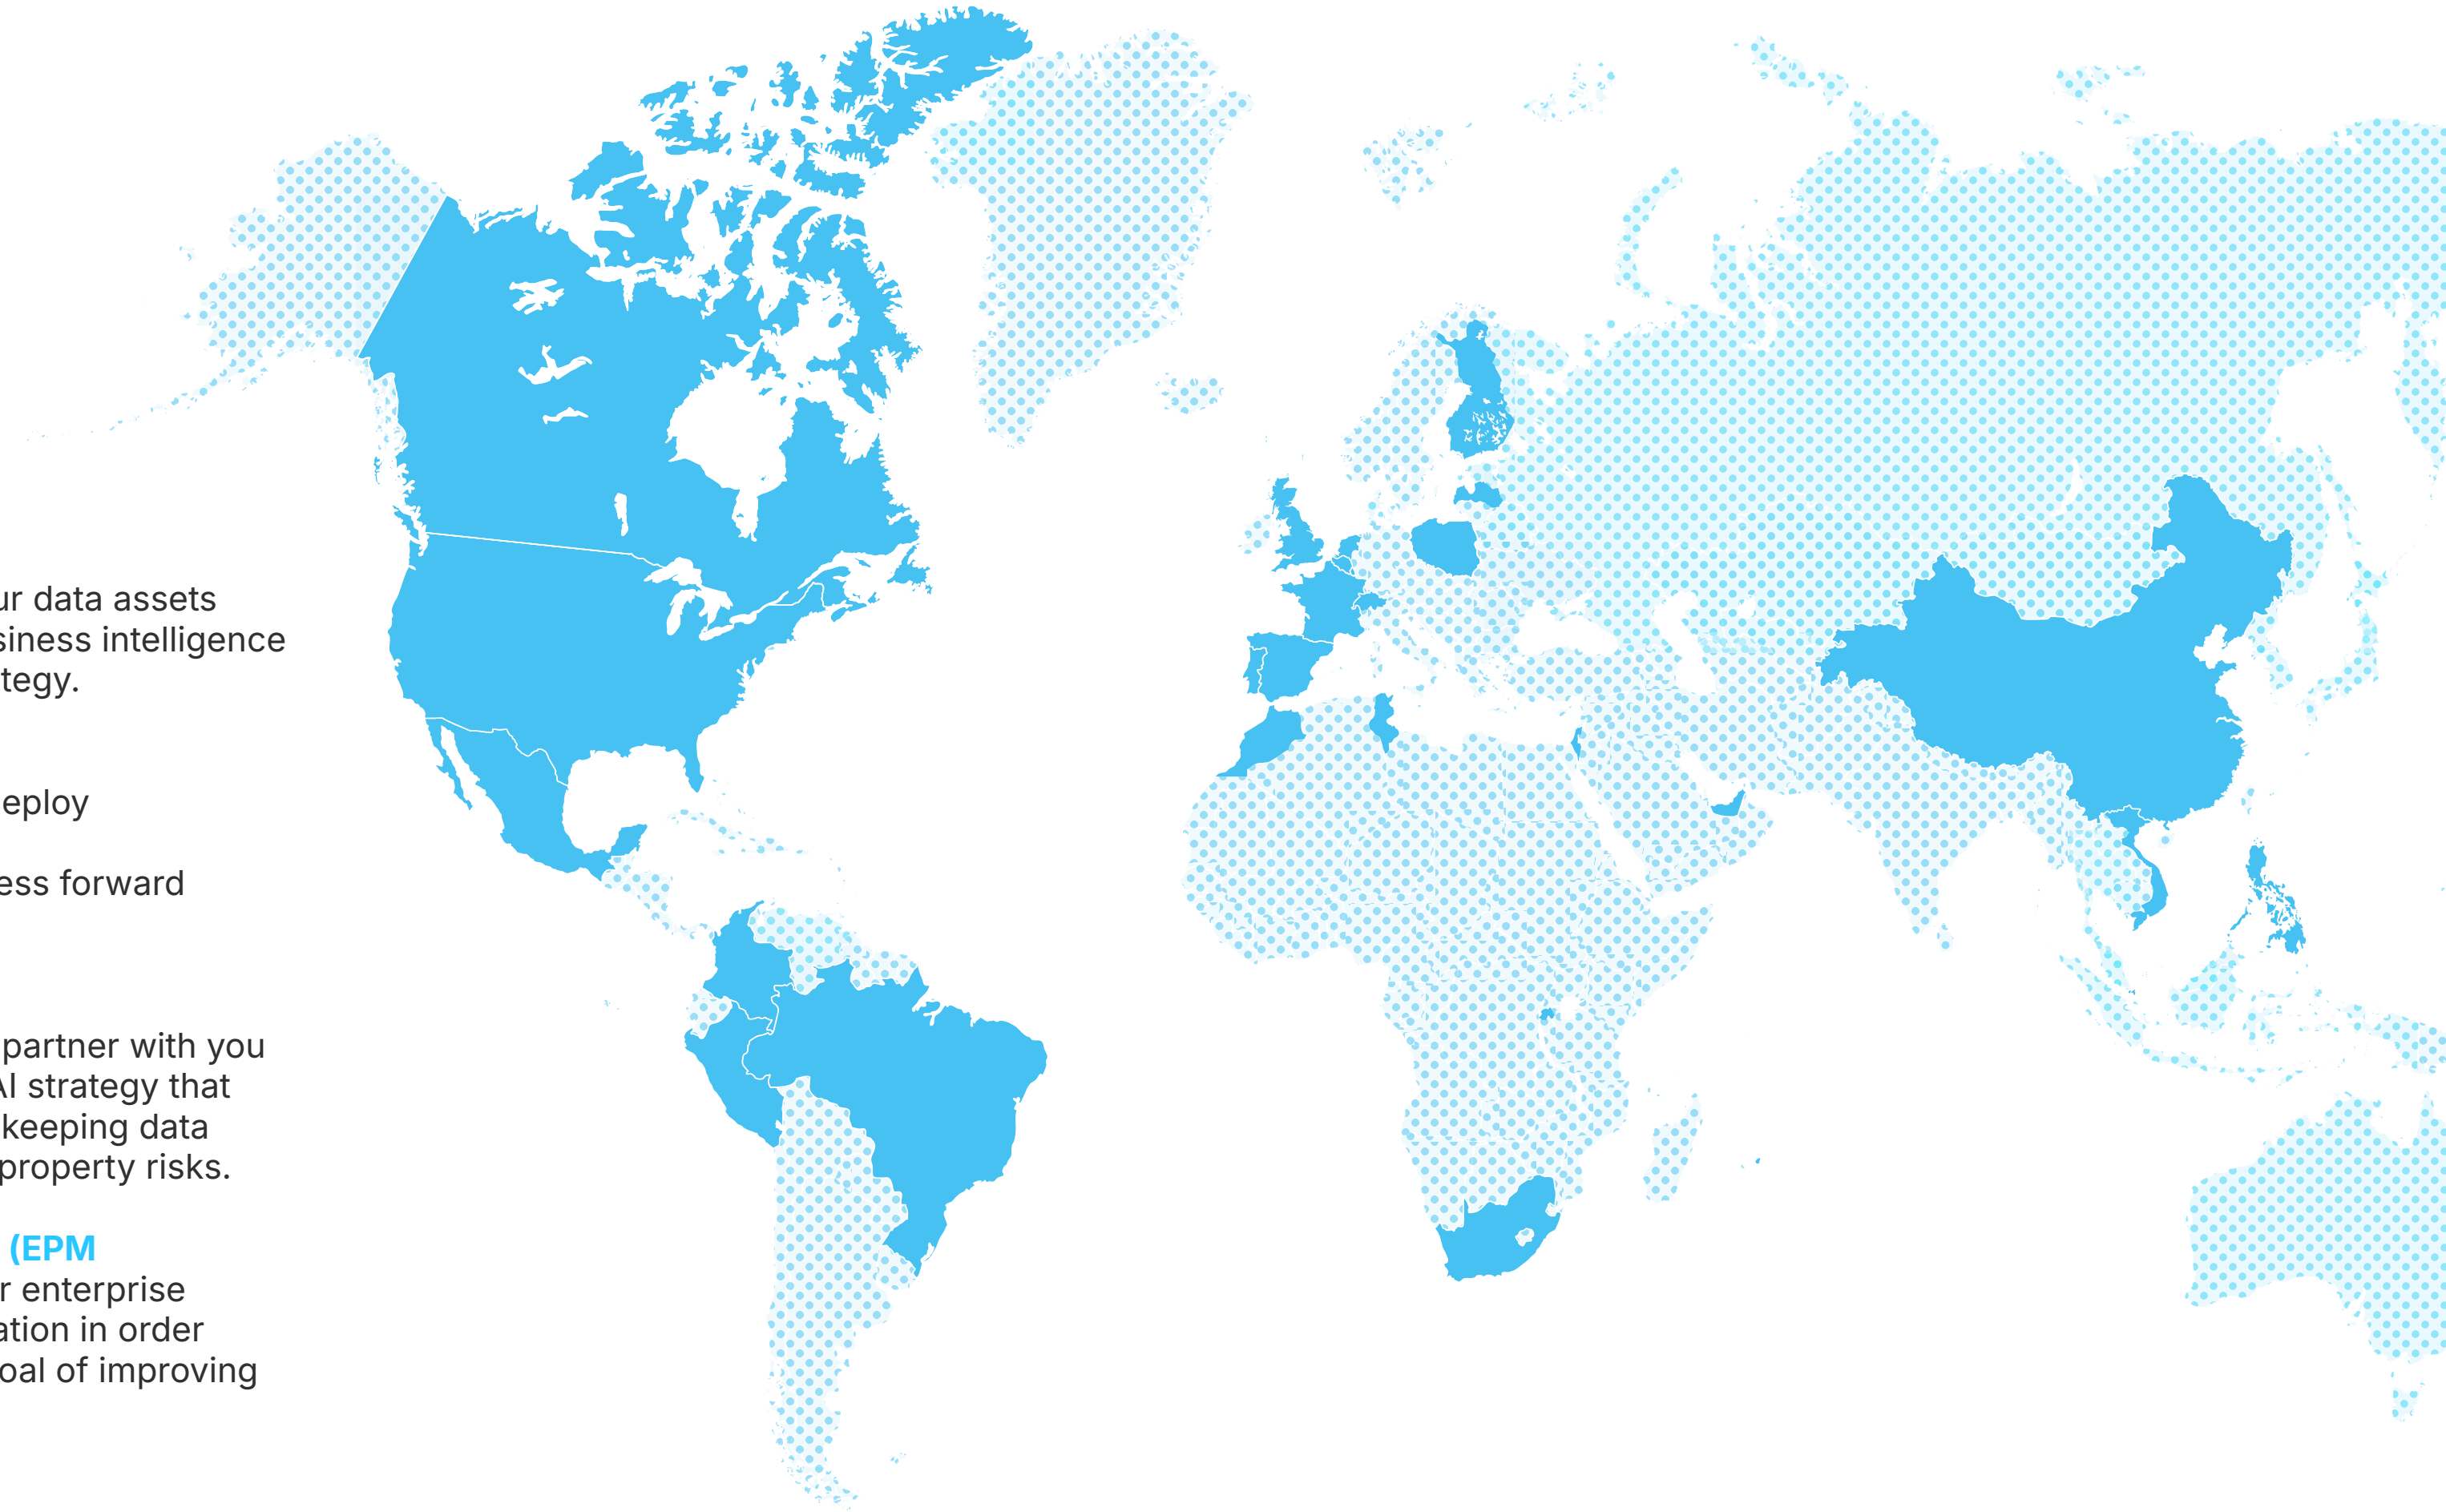 ur data assets
siness intelligence
tegy.
eploy
ess forward
partner with you
AI strategy that
keeping data
property risks.
(EPM
r enterprise
ation in order
oal of improving